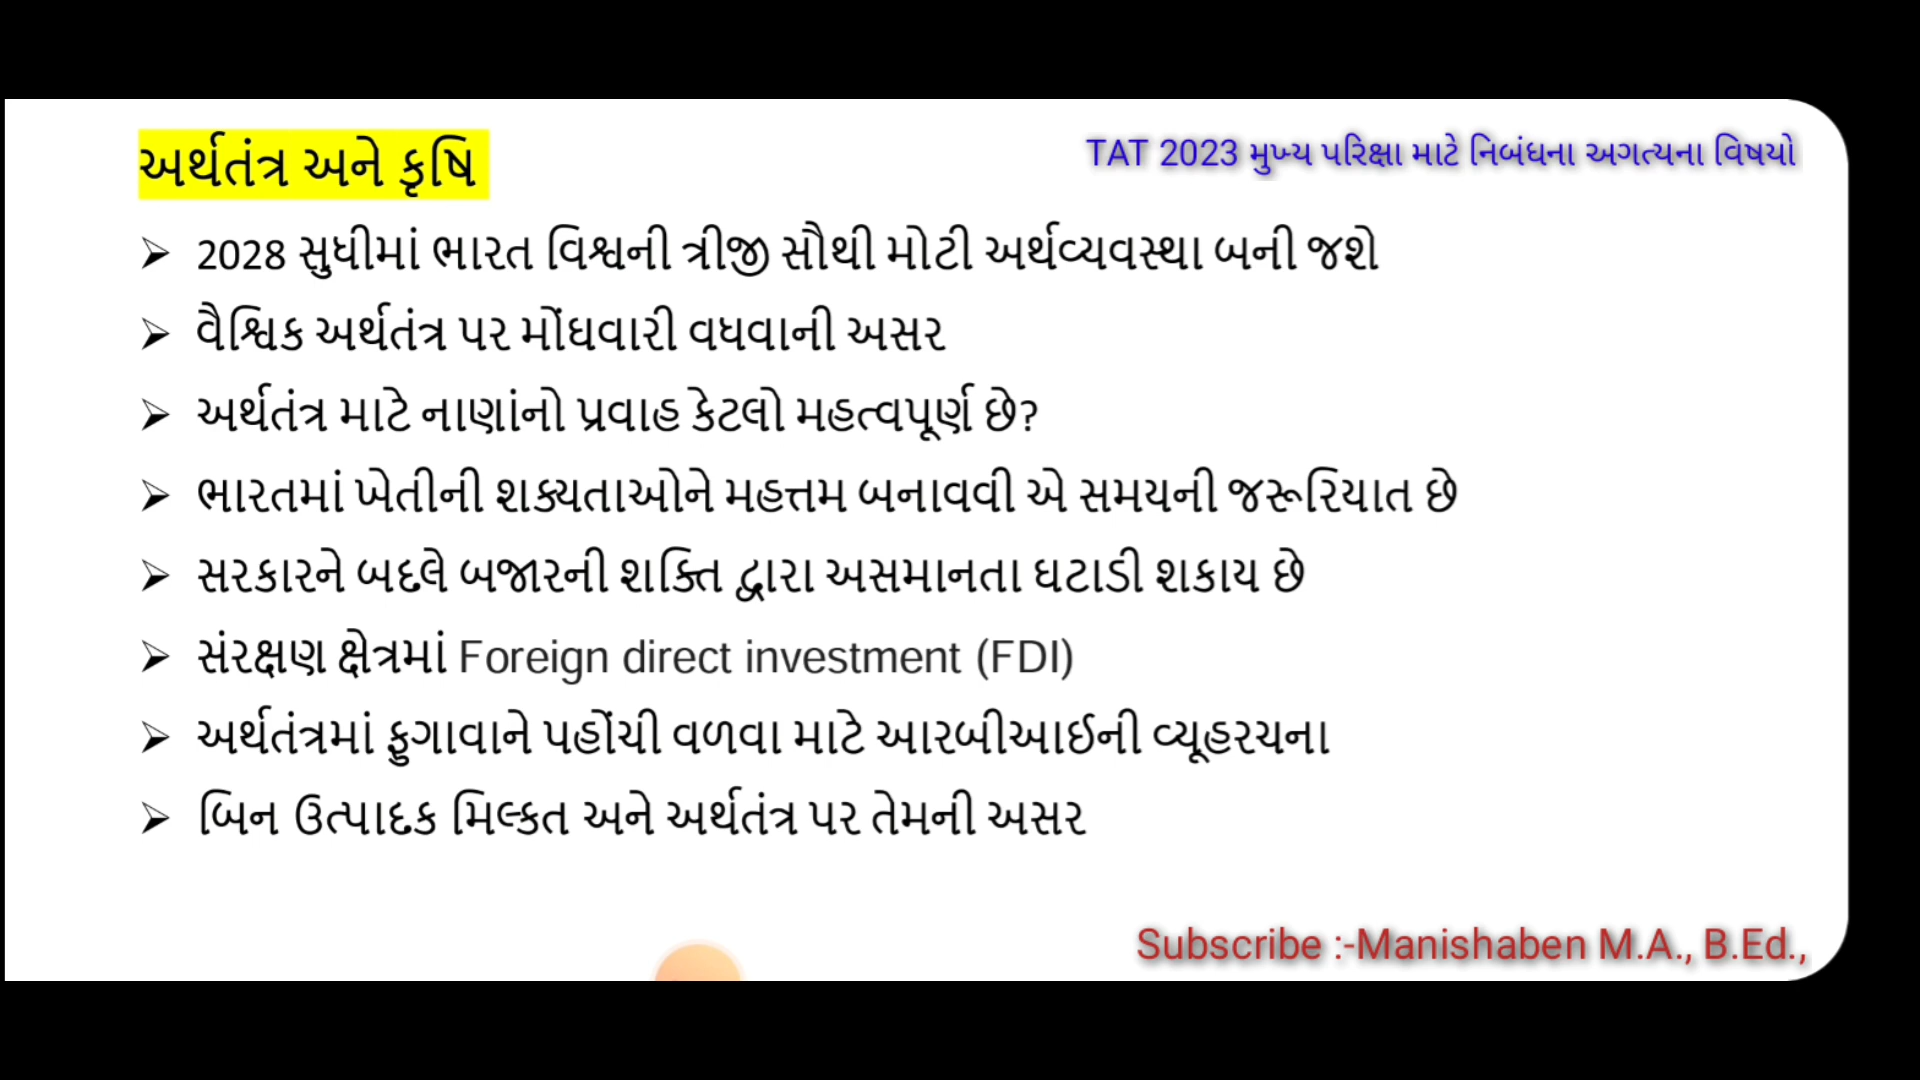 અર્થતંત્ર અને કૃષિ
TAT 2023 મુખ્ય પરિક્ષા માટે નિબંધના અગત્યના વિષયો
➢ 2028 સુધીમાં ભારત વિશ્વની ત્રીજી સૌથી મોટી અર્થવ્યવસ્થા બની જશે
➢ વૈશ્વિક અર્થતંત્ર પર મોંઘવારી વધવાની અસર
➢ અર્થતંત્ર માટે નાણાંનો પ્રવાહ કેટલો મહત્વપૂર્ણ છે?
➢ ભારતમાં ખેતીની શક્યતાઓને મહત્તમ બનાવવી એ સમયની જરૂરિયાત છે
➢ સરકારને બદલે બજારની શક્તિ દ્વારા અસમાનતા ઘટાડી શકાય છે
➢ સંરક્ષણ ક્ષેત્રમાં Foreign direct investment (FDI)
➢ અર્થતંત્રમાં ફુગાવાને પહોંચી વળવા માટે આરબીઆઈની વ્યૂહરચના
➢ બિન ઉત્પાદક મિલ્કત અને અર્થતંત્ર પર તેમની અસર
Subscribe :-Manishaben M.A., B.Ed.,